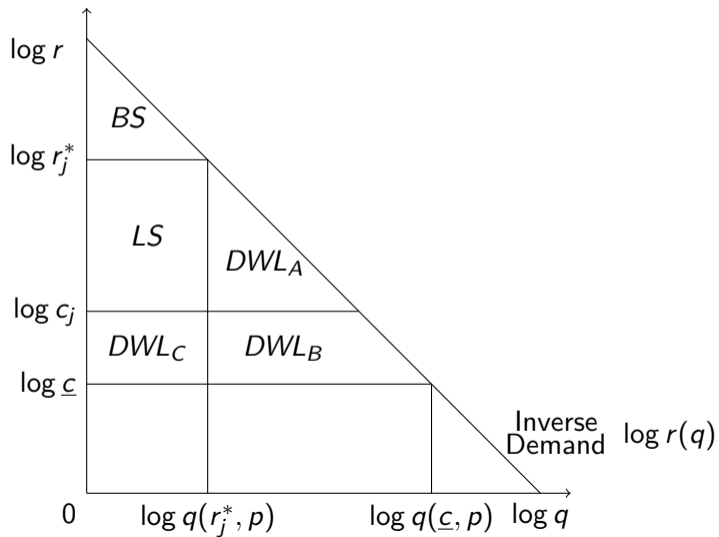 log r
BS
log r_j^*
LS
DWL_A
log c_j
DWL_C
DWL_B
log c̲
Inverse
Demand
log r(q)
0
log q(r_j^*, p)
log q(c̲, p)
log q